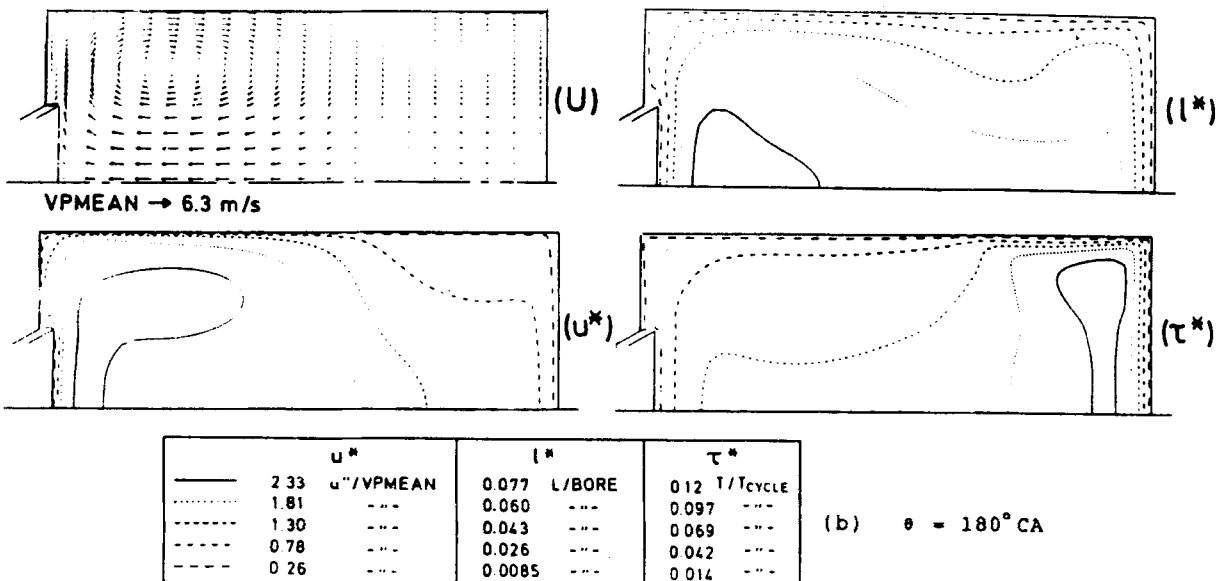 (U)
(l*)
VPMEAN → 6.3 m/s
(u*)
(τ*)
u* l* τ*
2.33 u"/VPMEAN 0.077 L/BORE 0.12 T/TCYCLE
1.81 -"- 0.060 -"- 0.097 -"-
1.30 -"- 0.043 -"- 0.069 -"-
0.78 -"- 0.026 -"- 0.042 -"-
0.26 -"- 0.0085 -"- 0.014 -"-
(b) θ = 180°CA